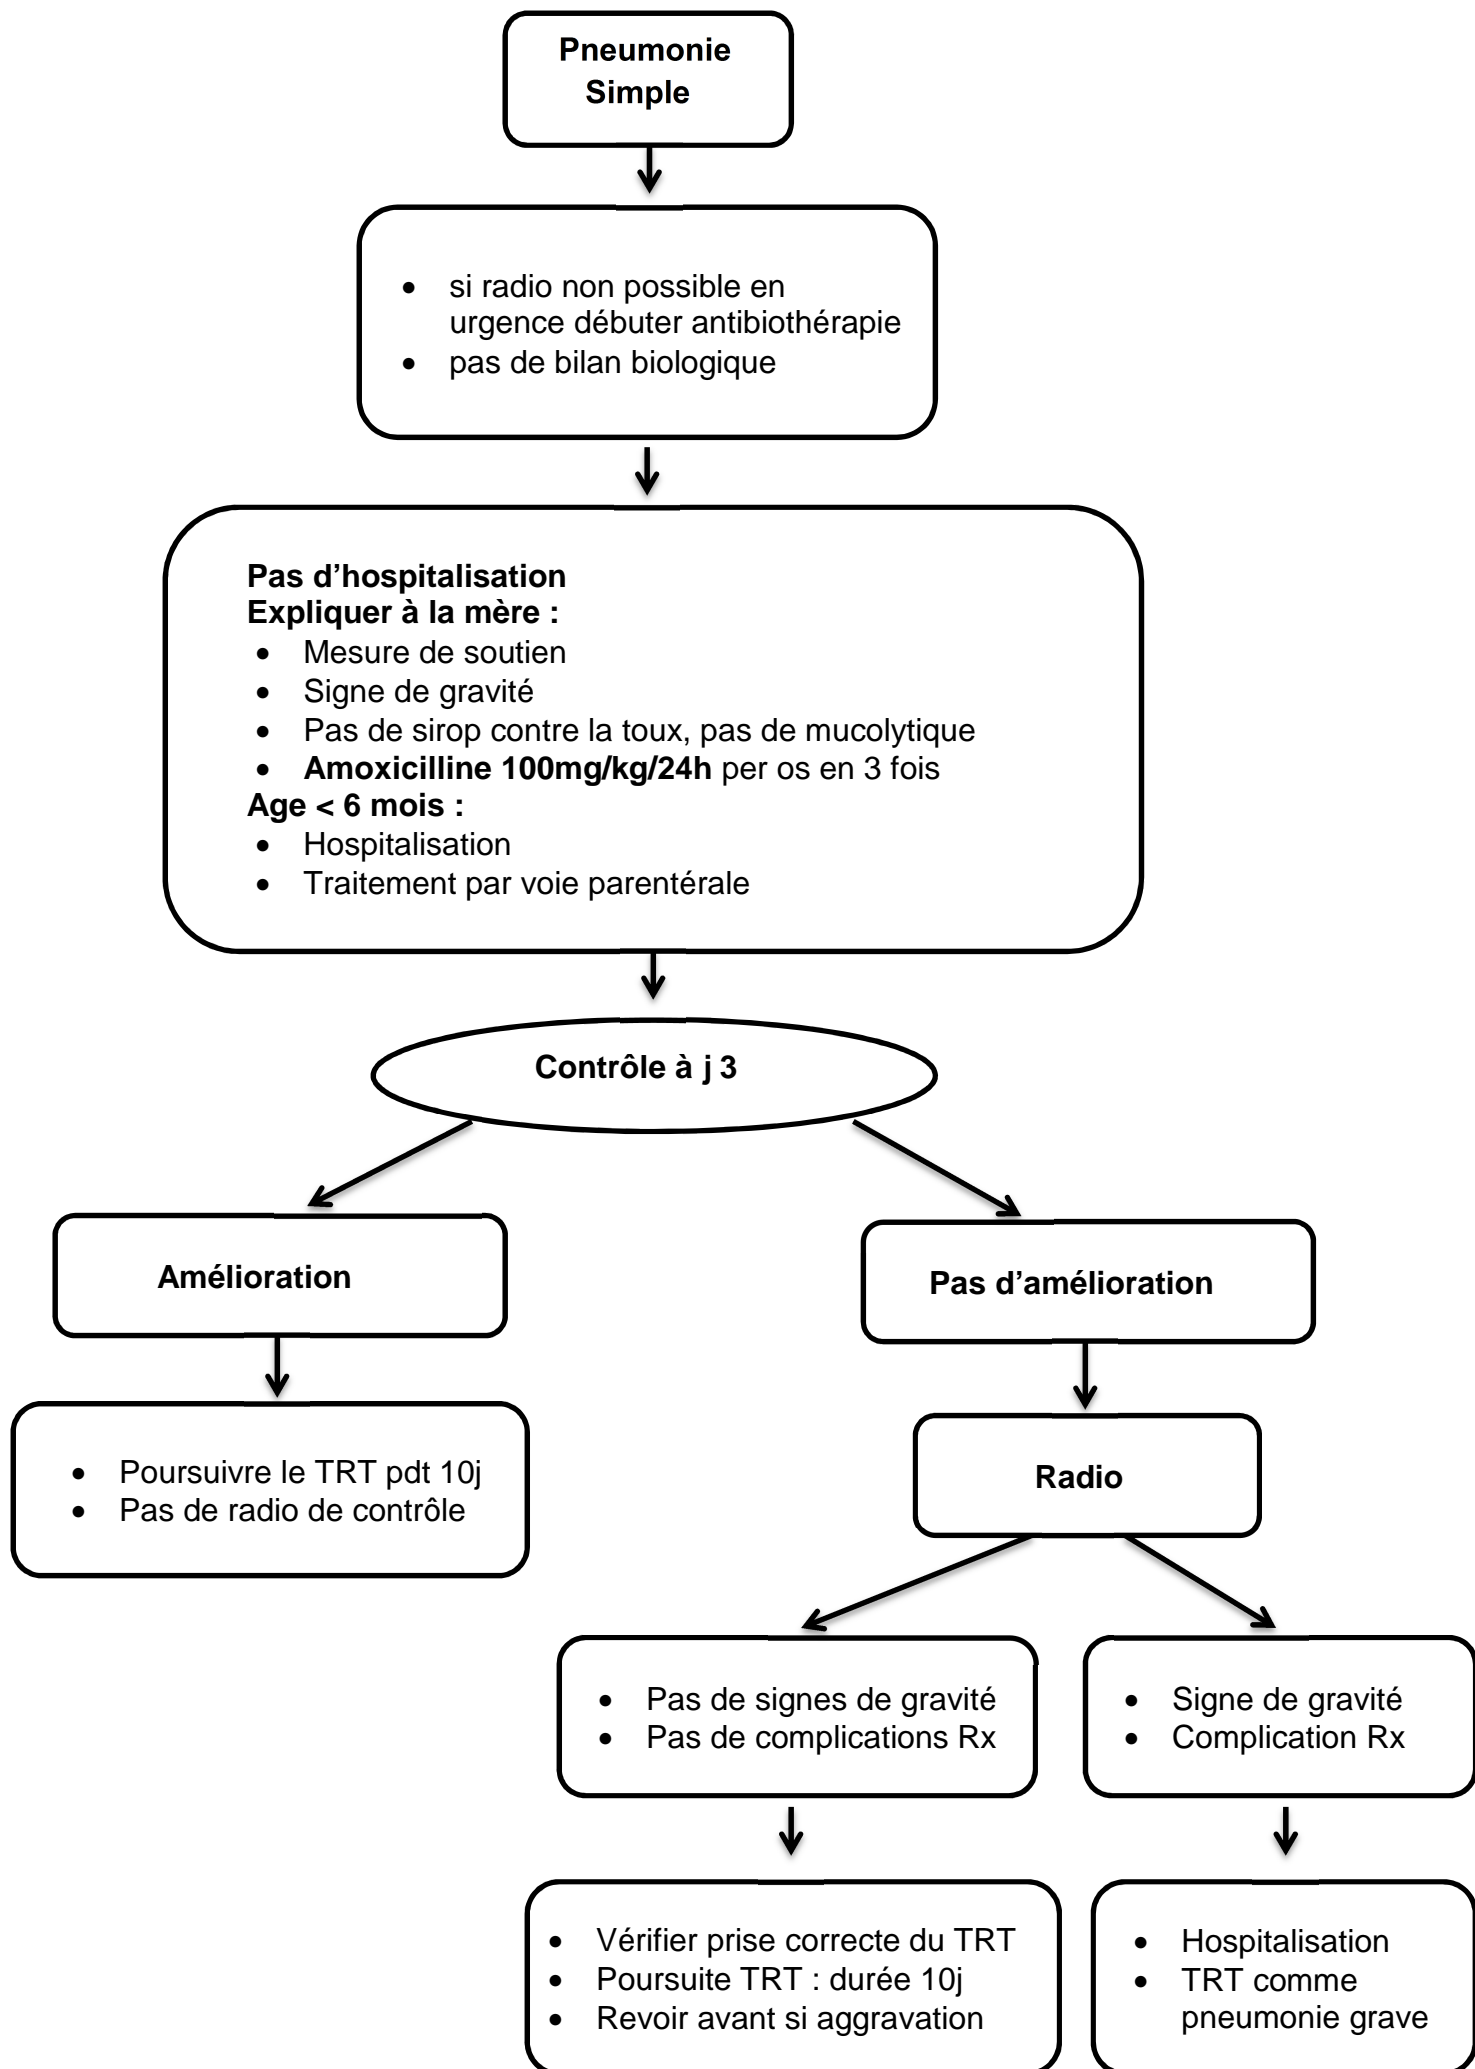 Pneumonie
Simple
• si radio non possible en
urgence débuter antibiothérapie
• pas de bilan biologique
Pas d’hospitalisation
Expliquer à la mère :
• Mesure de soutien
• Signe de gravité
• Pas de sirop contre la toux, pas de mucolytique
• Amoxicilline 100mg/kg/24h per os en 3 fois
Age < 6 mois :
• Hospitalisation
• Traitement par voie parentérale
Contrôle à j 3
Amélioration
Pas d’amélioration
• Poursuivre le TRT pdt 10j
• Pas de radio de contrôle
Radio
• Pas de signes de gravité
• Pas de complications Rx
• Signe de gravité
• Complication Rx
• Vérifier prise correcte du TRT
• Poursuite TRT : durée 10j
• Revoir avant si aggravation
• Hospitalisation
• TRT comme
pneumonie grave